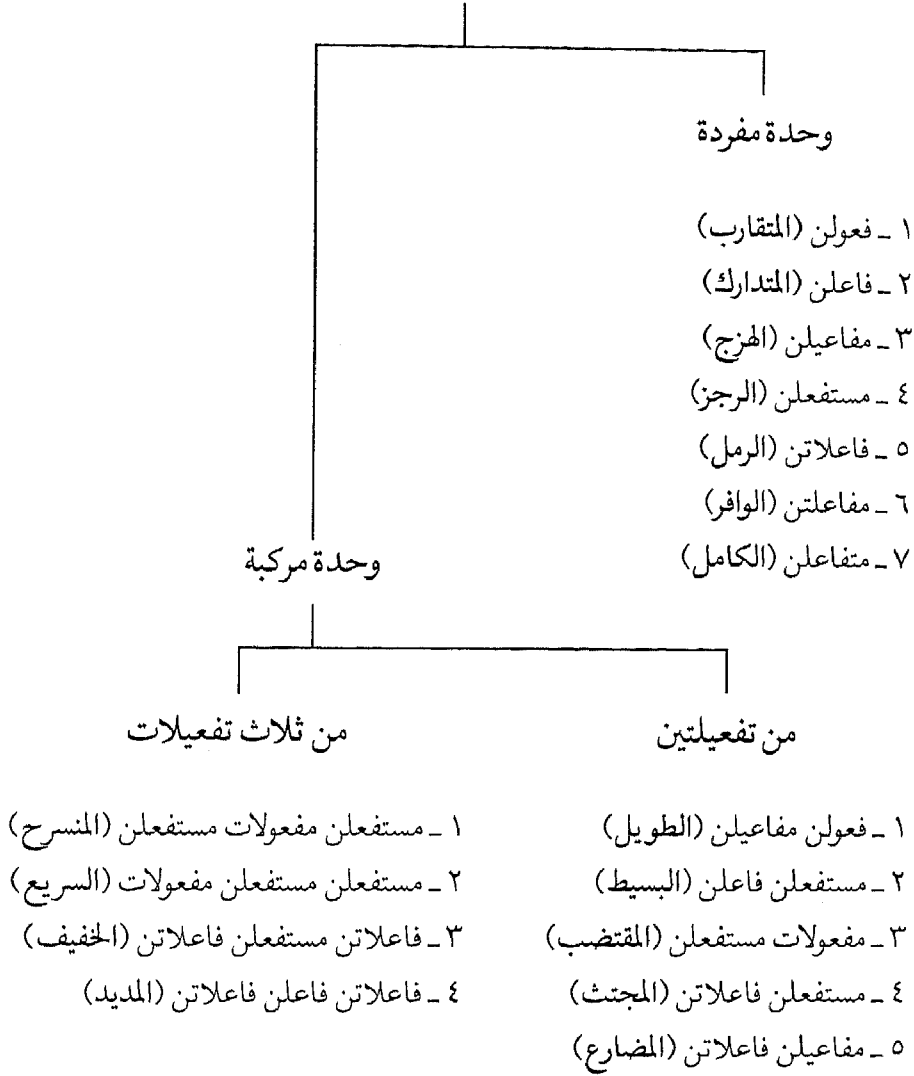 وحدة مفردة
١ ـ فعولن (المتقارب)
٢ ـ فاعلن (المتدارك)
٣ ـ مفاعيلن (الهزج)
٤ ـ مستفعلن (الرجز)
٥ ـ فاعلاتن (الرمل)
٦ ـ مفاعلتن (الوافر)
٧ ـ متفاعلن (الكامل)
وحدة مركبة
من تفعيلتين
١ ـ فعولن مفاعيلن (الطويل)
٢ ـ مستفعلن فاعلن (البسيط)
٣ ـ مفعولات مستفعلن (المقتضب)
٤ ـ مستفعلن فاعلاتن (المجتث)
٥ ـ مفاعيلن فاعلاتن (المضارع)
من ثلاث تفعيلات
١ ـ مستفعلن مفعولات مستفعلن (المنسرح)
٢ ـ مستفعلن مستفعلن مفعولات (السريع)
٣ ـ فاعلاتن مستفعلن فاعلاتن (الخفيف)
٤ ـ فاعلاتن فاعلن فاعلاتن (المديد)